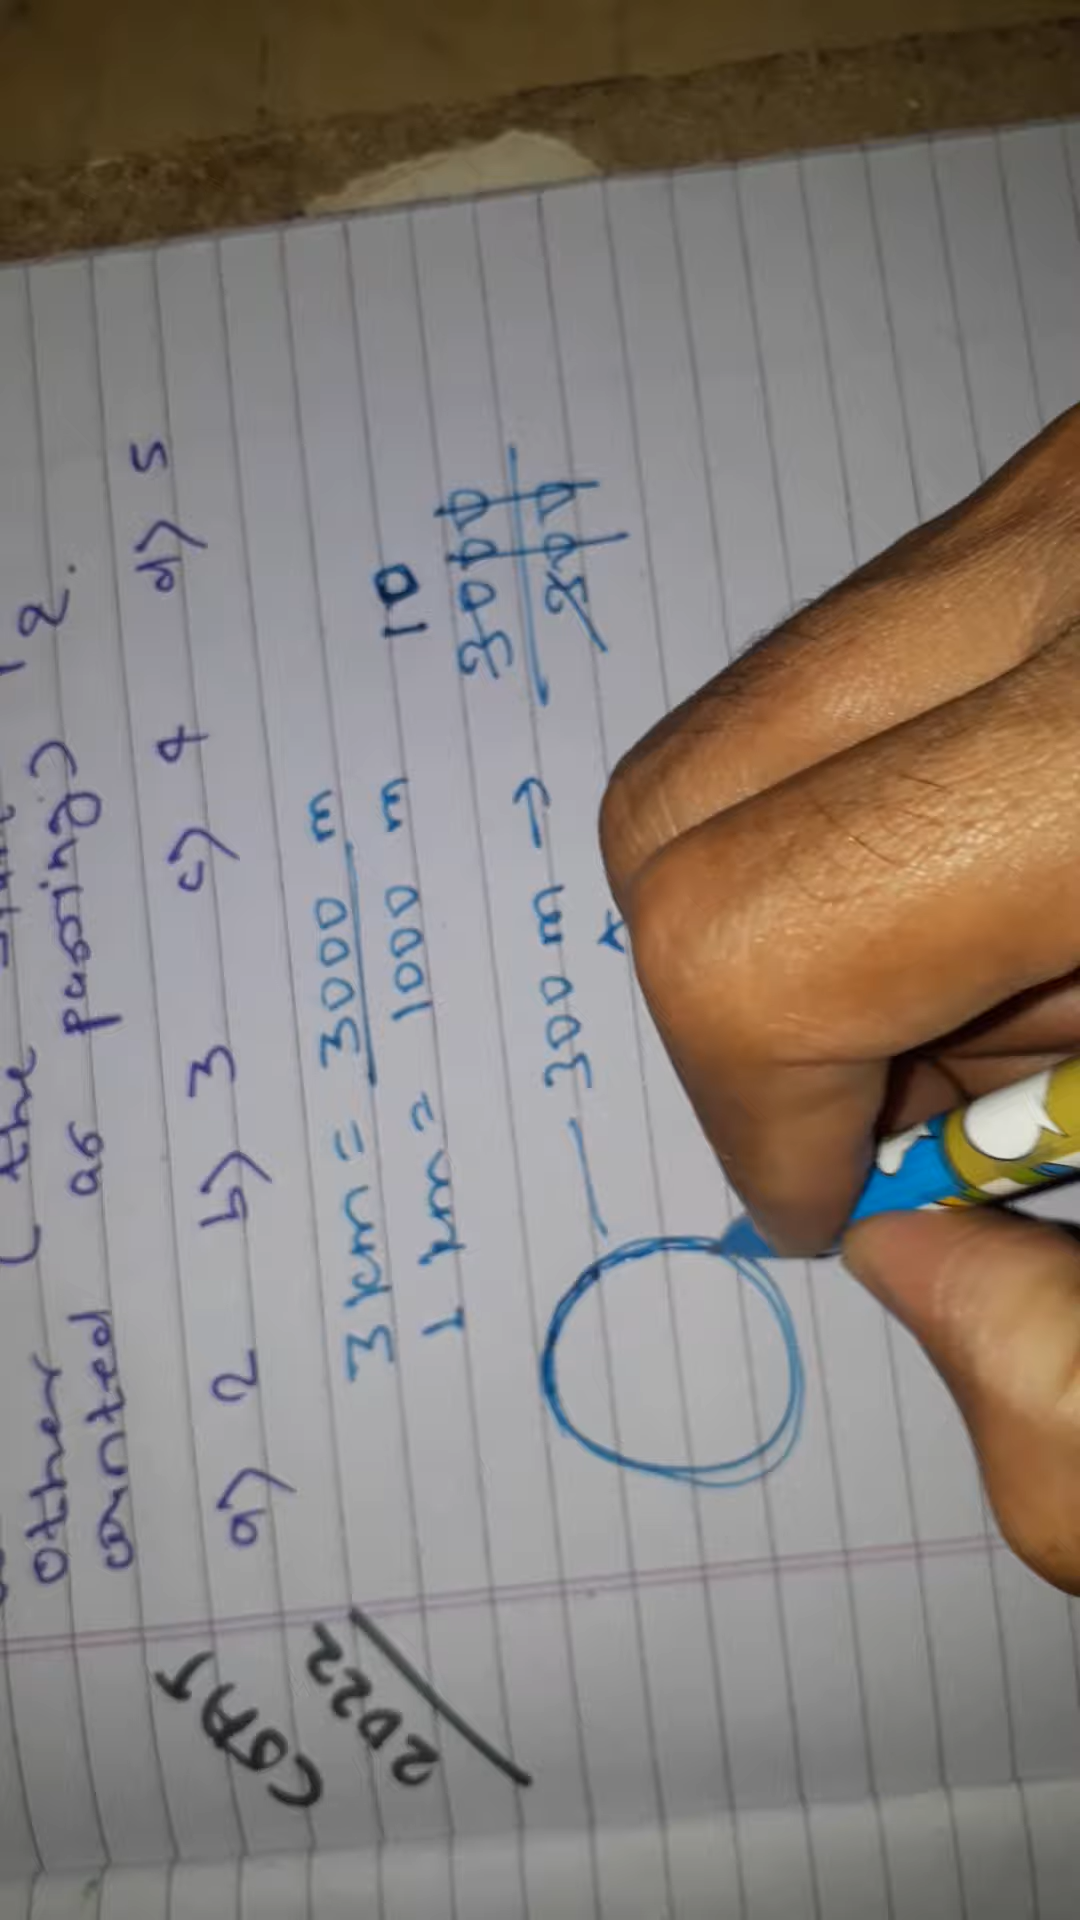 ( the
other as passing) ?
counted
a) 2 b) 3 c) 4 d) 5
CSAT
2022
3 km = 3000 m
1 km = 1000 m 10
300 m → 3000
300